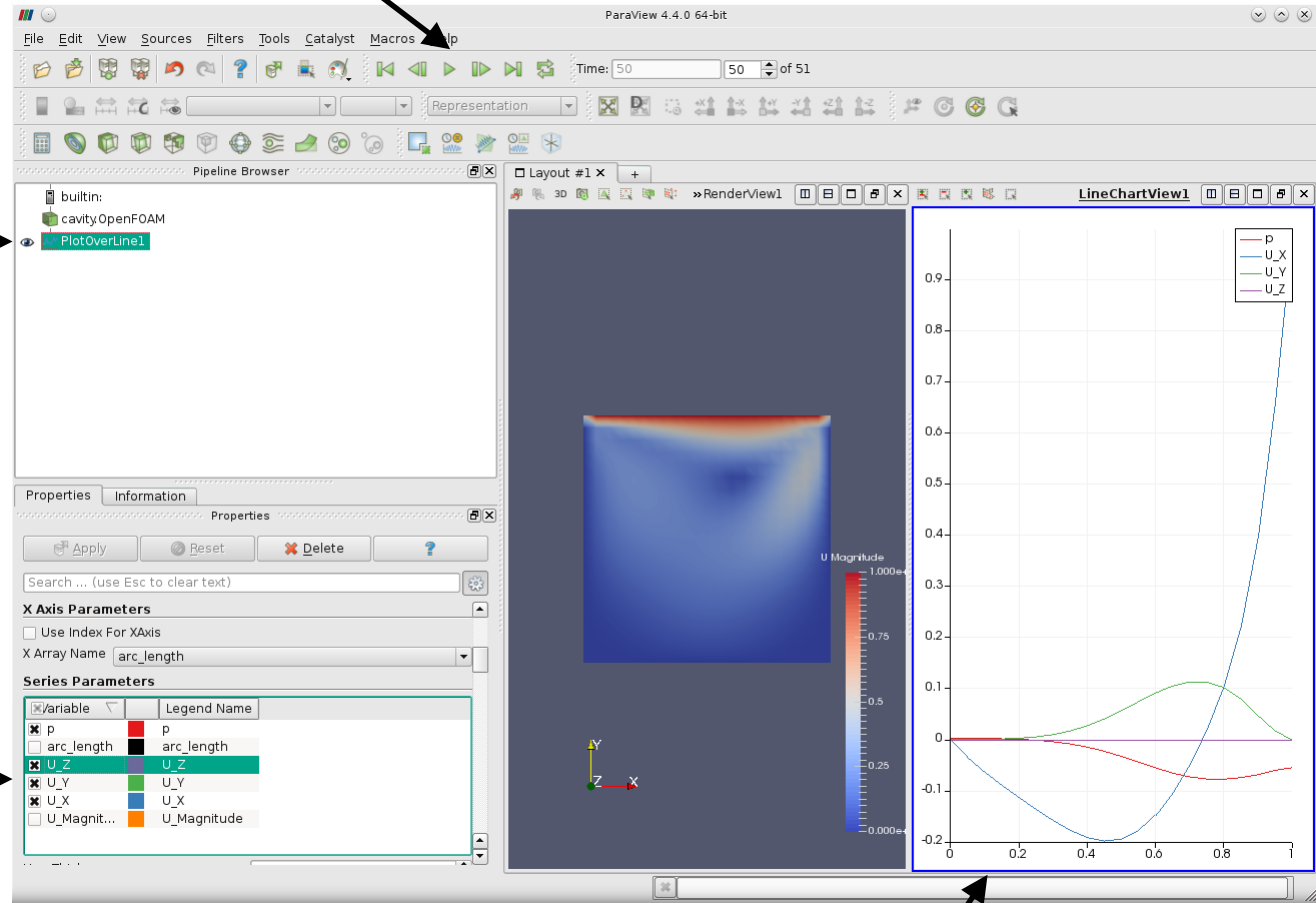 ParaView 4.4.0 64-bit
File Edit View Sources Filters Tools Catalyst Macros elp
Time: 50 50 of 51
Representation
Pipeline Browser
builtin:
cavity.OpenFOAM
PlotOverLine1
Layout #1 +
3D »RenderView1
LineChartView1
p
U_X
U_Y
U_Z
0.9
0.8
0.7
0.6
0.5
0.4
0.3
0.2
0.1
0
-0.1
-0.2
0 0.2 0.4 0.6 0.8 1
U Magnitude
1.000e+
0.75
0.5
0.25
0.000e+
Y
Z X
Properties Information
Properties
Apply Reset Delete ?
Search ... (use Esc to clear text)
X Axis Parameters
Use Index For XAxis
X Array Name arc_length
Series Parameters
Variable Legend Name
p p
arc_length arc_length
U_Z U_Z
U_Y U_Y
U_X U_X
U_Magnit... U_Magnitude